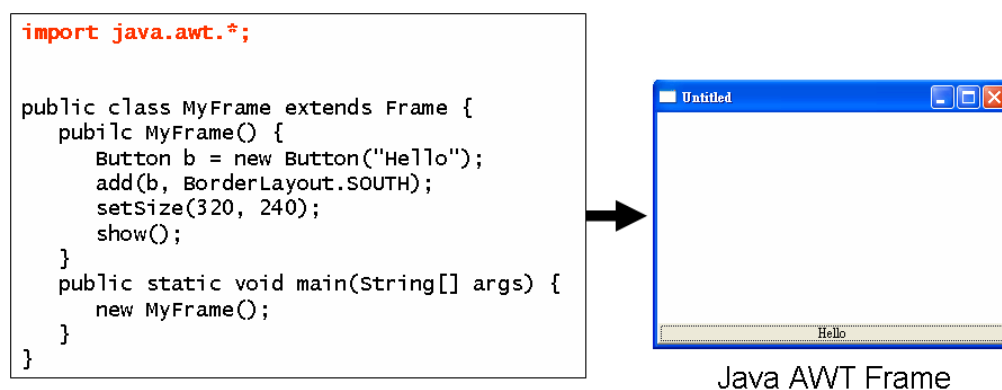 import java.awt.*;
public class MyFrame extends Frame {
pubilc MyFrame() {
Button b = new Button("Hello");
add(b, BorderLayout.SOUTH);
setSize(320, 240);
show();
}
public static void main(String[] args) {
new MyFrame();
}
}
Untitled
Hello
Java AWT Frame